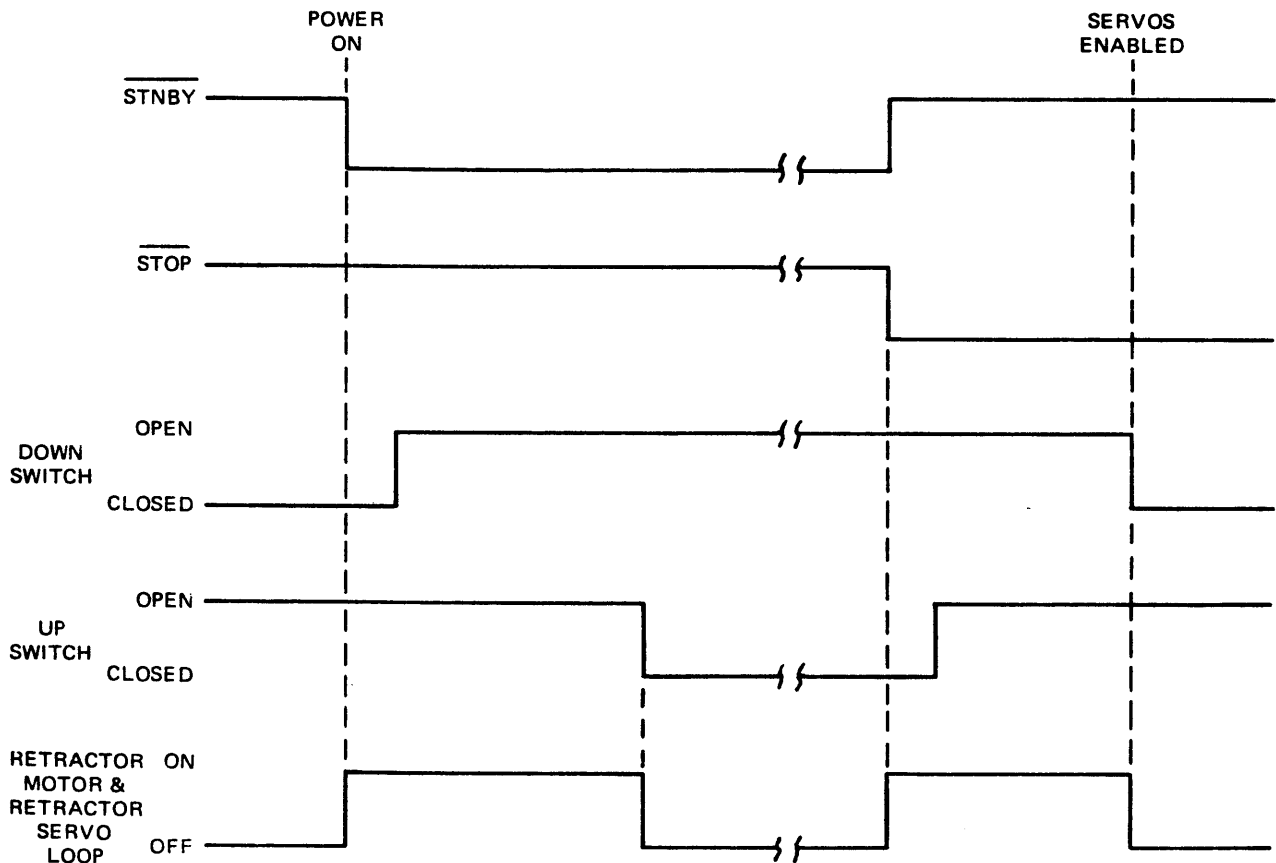 POWER
ON
SERVOS
ENABLED
STNBY
STOP
OPEN
DOWN
SWITCH
CLOSED
OPEN
UP
SWITCH
CLOSED
RETRACTOR ON
MOTOR &
RETRACTOR
SERVO
LOOP OFF